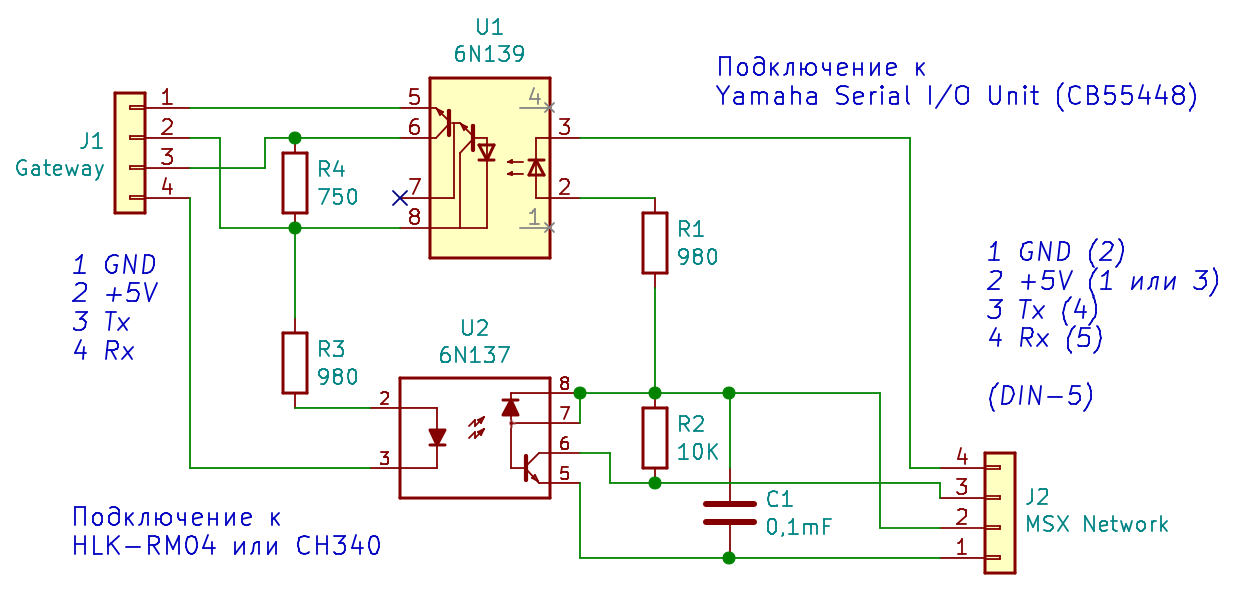 U1
6N139
Подключение к
Yamaha Serial I/O Unit (CB55448)
J1
Gateway
1
2
3
4
5
6
7
8
4
3
2
1
R4
750
R1
980
1 GND
2 +5V
3 Tx
4 Rx
1 GND (2)
2 +5V (1 или 3)
3 Tx (4)
4 Rx (5)
(DIN-5)
R3
980
U2
6N137
2
3
8
7
6
5
R2
10K
C1
0,1mF
4
3
2
1
J2
MSX Network
Подключение к
HLK-RM04 или CH340